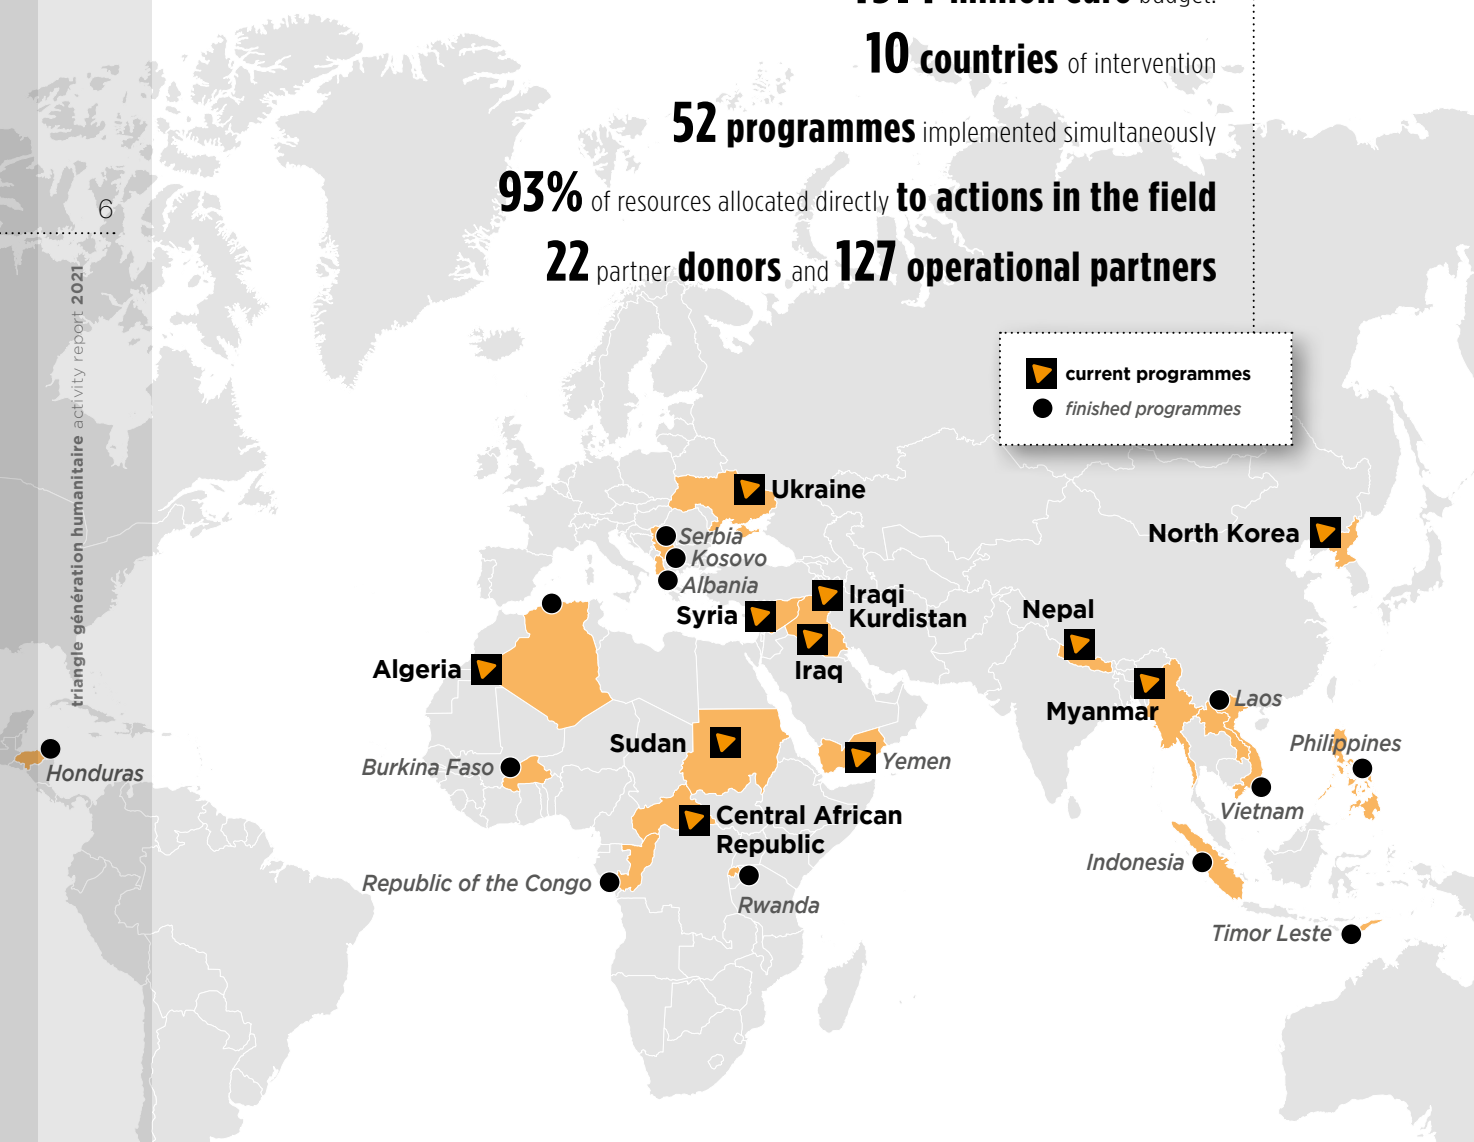 budget.
10 countries of intervention
52 programmes implemented simultaneously
93% of resources allocated directly to actions in the field
22 partner donors and 127 operational partners
6
triangle génération humanitaire activity report 2021
current programmes
finished programmes
Ukraine
Serbia
Kosovo
Albania
North Korea
Iraqi
Kurdistan
Syria
Nepal
Iraq
Algeria
Myanmar
Laos
Sudan
Philippines
Burkina Faso
Yemen
Honduras
Vietnam
Central African
Republic
Indonesia
Republic of the Congo
Rwanda
Timor Leste